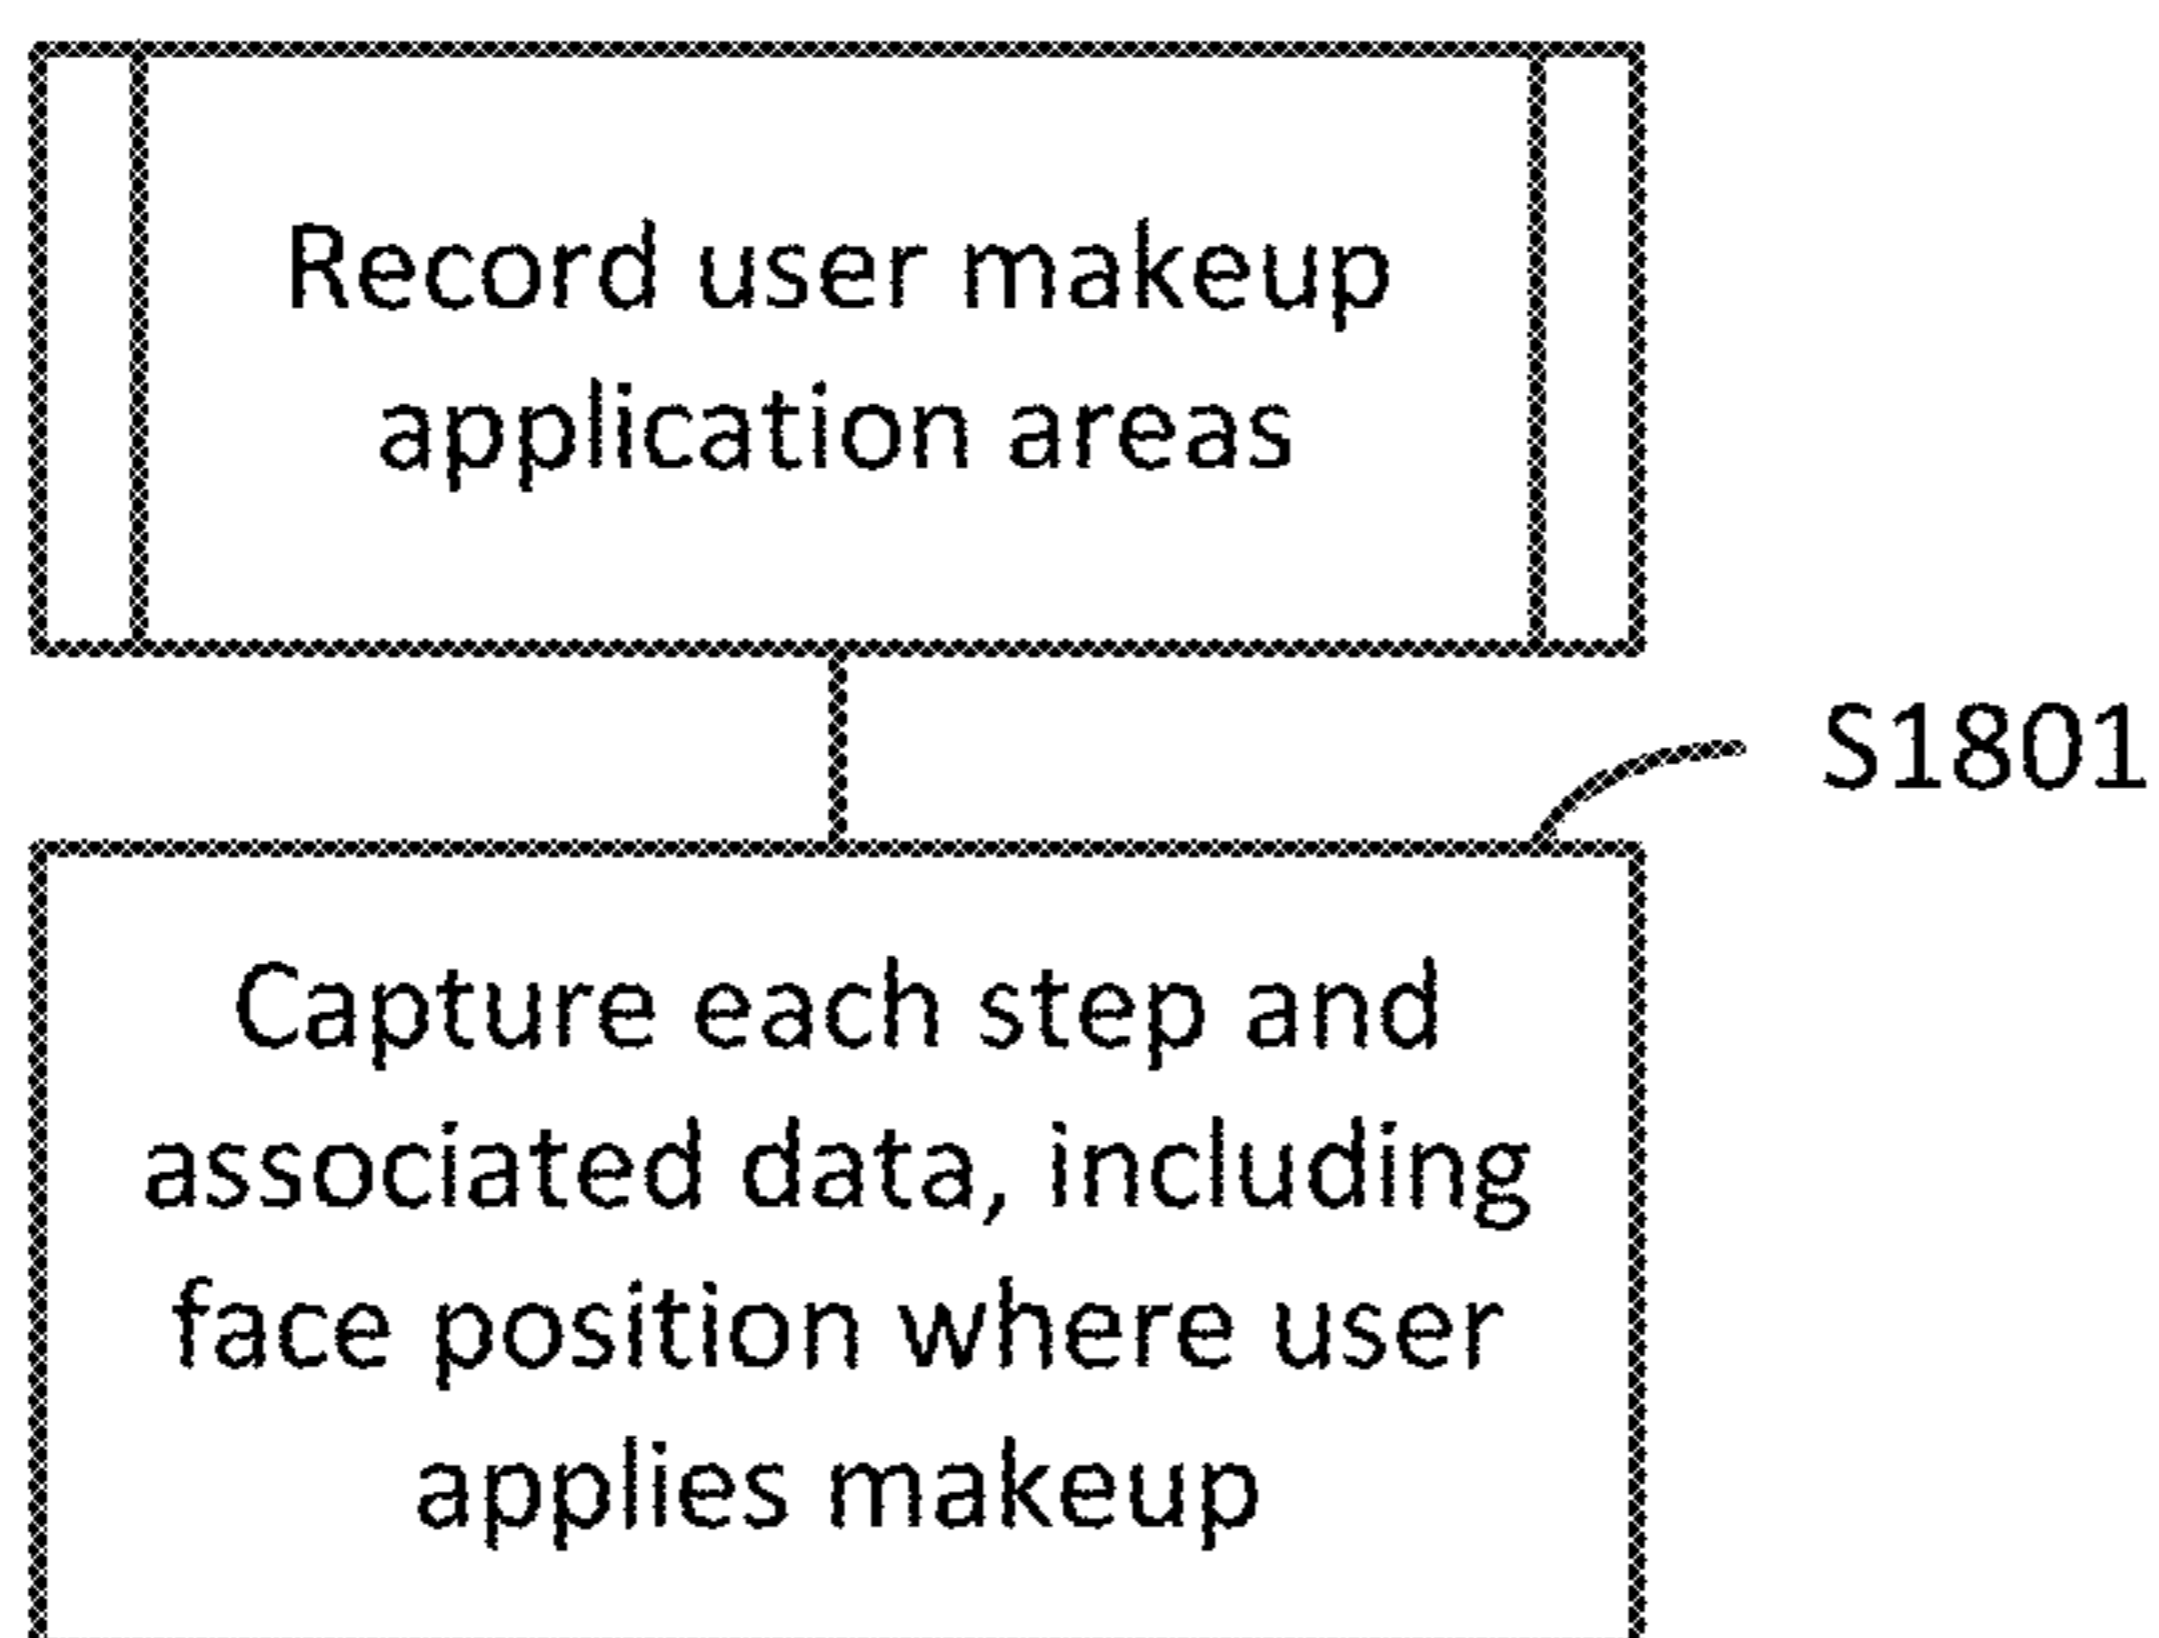 Record user makeup
application areas
S1801
Capture each step and
associated data, including
face position where user
applies makeup